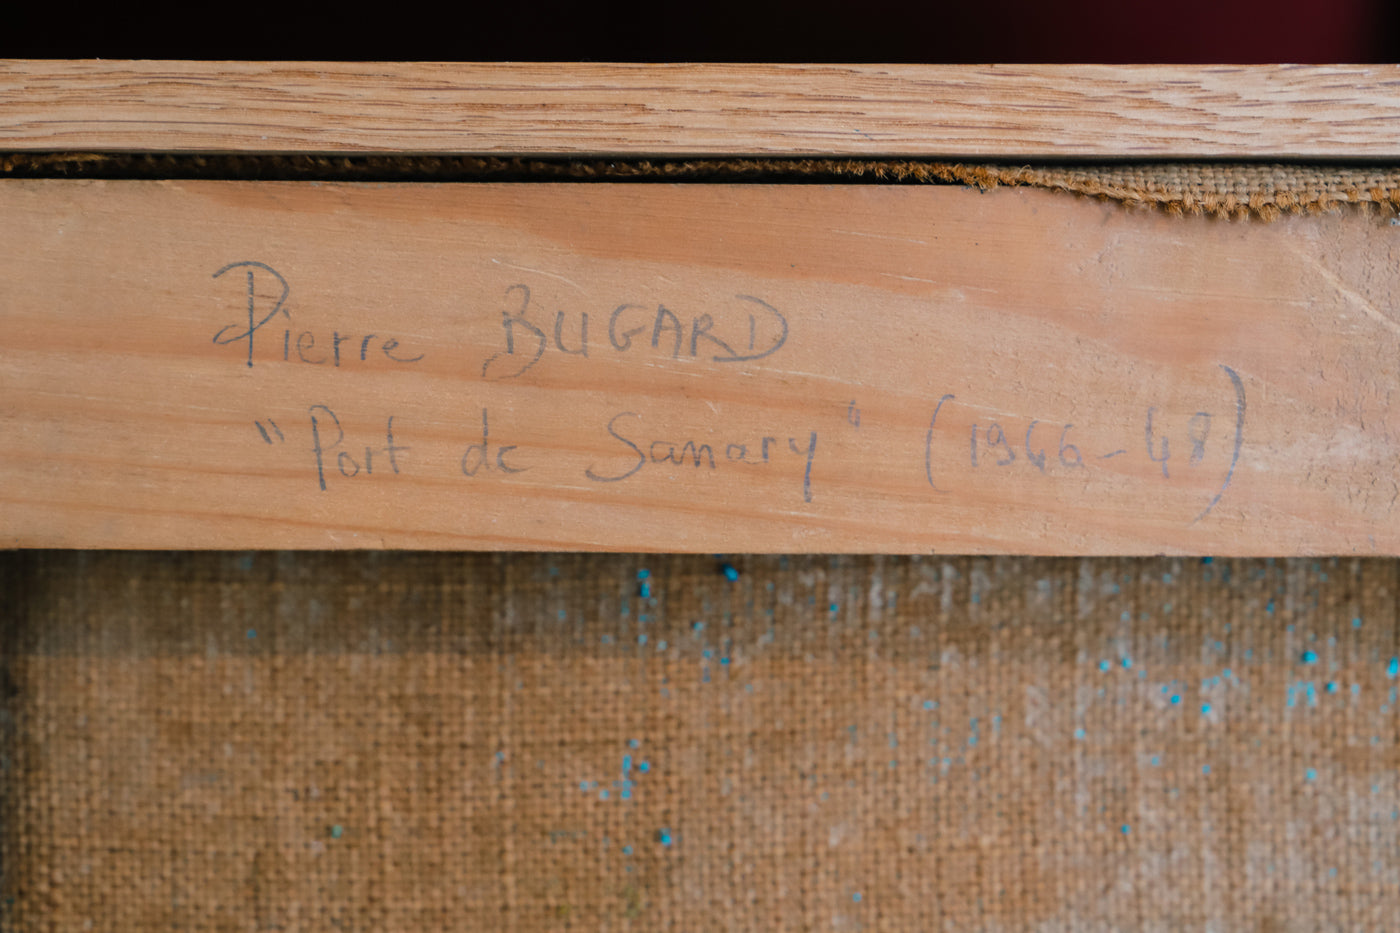 Pierre BUGARD
"Port de Sanary" (1946-48)